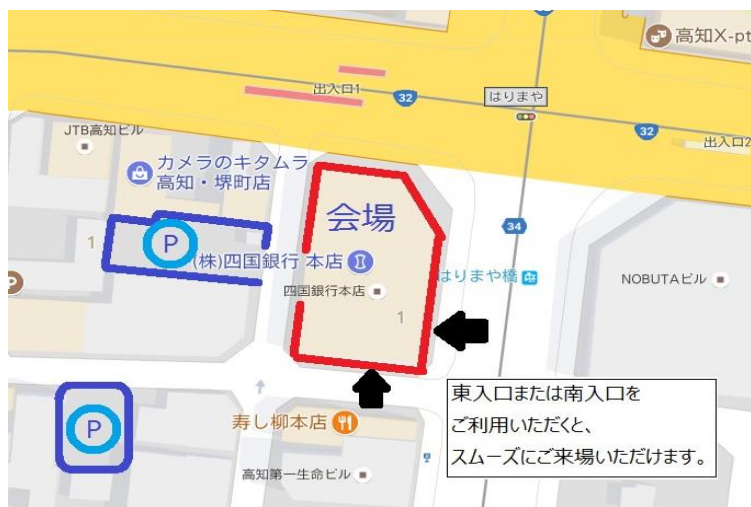 高知X-pt
出入口1
32
はりまや
32
出入口2
JTB高知ビル
カメラのキタムラ
高知・堺町店
会場
34
1
P
(株)四国銀行 本店
はりまや橋
NOBUTAビル
四国銀行本店
1
P
東入口または南入口を
ご利用いただくと、
スムーズにご来場いただけます。
寿し柳本店
高知第一生命ビル